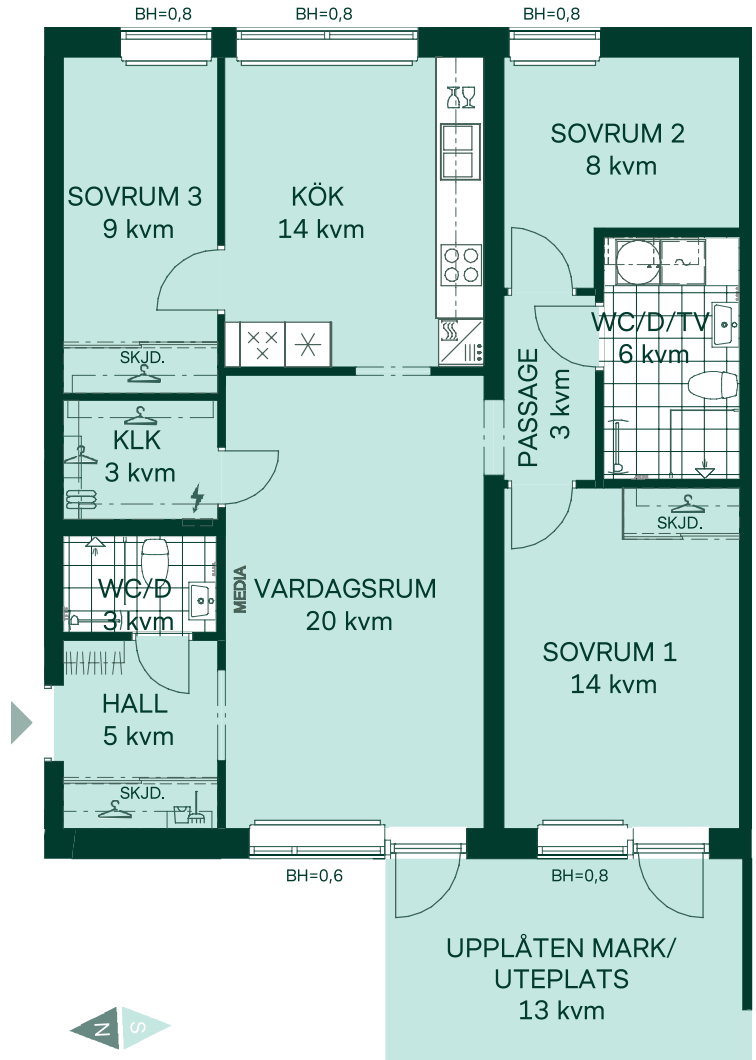 BH=0,8
BH=0,8
BH=0,8
SOVRUM 3
9 kvm
KÖK
14 kvm
SOVRUM 2
8 kvm
WC/D/TV
6 kvm
PASSAGE
3 kvm
SKJD.
KLK
3 kvm
WC/D
3 kvm
MEDIA
VARDAGSRUM
20 kvm
SKJD.
SOVRUM 1
14 kvm
HALL
5 kvm
SKJD.
BH=0,6
BH=0,8
UPPLÅTEN MARK/
UTEPLATS
13 kvm
N
S